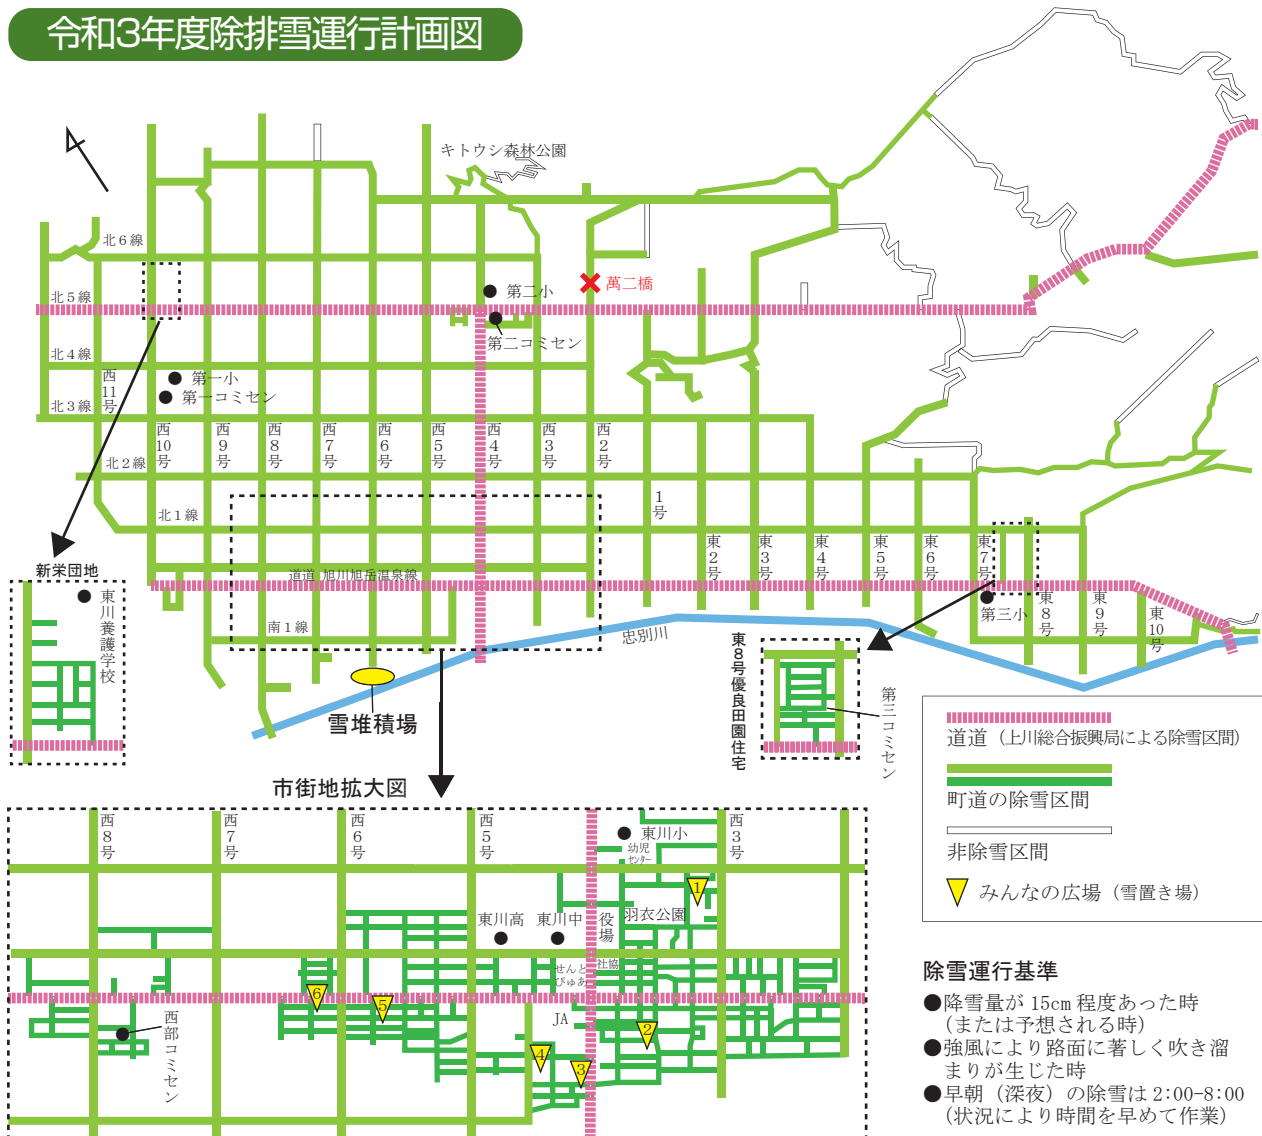 令和3年度除排雪運行計画図
キトウシ森林公園
北6線
北5線
第二小
萬二橋
第二コミセン
北4線
西11号
第一小
第一コミセン
北3線
西10号
西9号
西8号
西7号
西6号
西5号
西4号
西3号
西2号
北2線
1号
北1線
東2号
東3号
東4号
東5号
東6号
東7号
道道 旭川旭岳温泉線
新栄団地
東川養護学校
南1線
忠別川
第三小
東8号
東9号
東10号
雪堆積場
東8号優良田園住宅
第三コミセン
道道(上川総合振興局による除雪区間)
町道の除雪区間
非除雪区間
みんなの広場(雪置き場)
市街地拡大図
西8号
西7号
西6号
西5号
西3号
東川小
幼児
センター
1
東川高
東川中
役場
羽衣公園
せんと
ぴゅあ
社協
6
5
JA
2
西部コミセン
4
3
除雪運行基準
●降雪量が15cm程度あった時
(または予想される時)
●強風により路面に著しく吹き溜
まりが生じた時
●早朝(深夜)の除雪は2:00-8:00
(状況により時間を早めて作業)